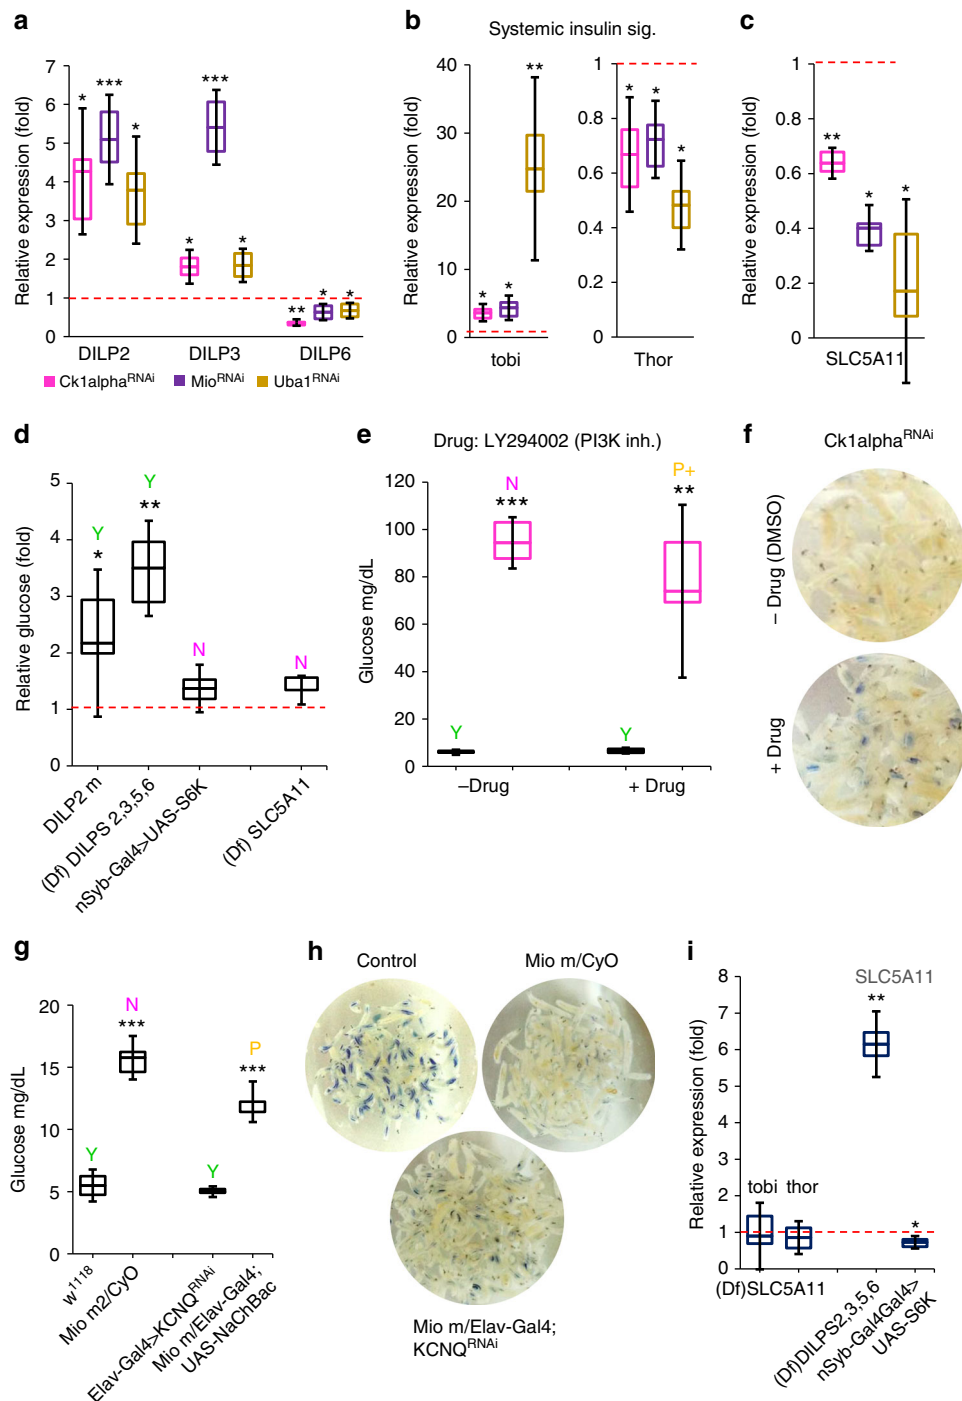 a
7
6
5
4
3
2
1
0
Relative expression (fold)
*
***
*
*
***
*
**
*
*
DILP2
DILP3
DILP6
Ck1alphaRNAi
MioRNAi
Uba1RNAi
b
Systemic insulin sig.
40
30
20
10
0
Relative expression (fold)
*
*
**
tobi
1
0.8
0.6
0.4
0.2
0
*
*
*
Thor
c
1
0.8
0.6
0.4
0.2
0
Relative expression (fold)
**
*
*
SLC5A11
d
5
4
3
2
1
0
Relative glucose (fold)
Y
*
Y
**
N
N
DILP2 m
(Df) DILPS 2,3,5,6
nSyb-Gal4>UAS-S6K
(Df) SLC5A11
e
Drug: LY294002 (PI3K inh.)
120
100
80
60
40
20
0
Glucose mg/dL
Y
N
***
Y
P+
**
–Drug
+ Drug
f
Ck1alphaRNAi
– Drug (DMSO)
+ Drug
g
20
15
10
5
0
Glucose mg/dL
Y
N
***
Y
P
***
w1118
Mio m2/CyO
Elav-Gal4>KCNQRNAi
Mio m/Elav-Gal4;
UAS-NaChBac
h
Control
Mio m/CyO
Mio m/Elav-Gal4;
KCNQRNAi
i
8
7
6
5
4
3
2
1
0
Relative expression (fold)
SLC5A11
**
tobi
thor
*
(Df)SLC5A11
(Df)DILPS2,3,5,6
nSyb-Gal4Gal4>
UAS-S6K